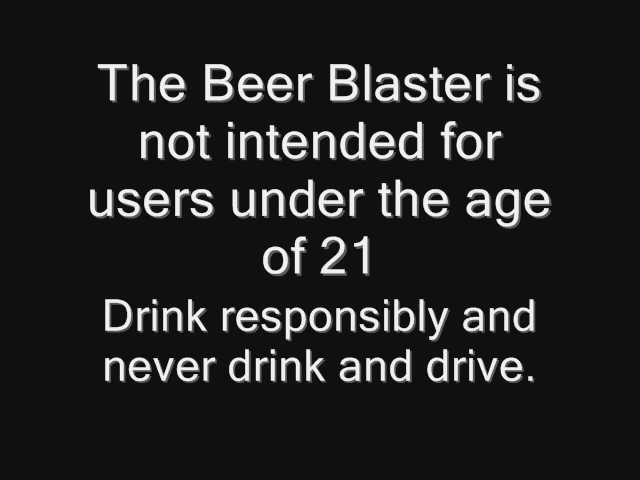 The Beer Blaster is
not intended for
users under the age
of 21
Drink responsibly and
never drink and drive.